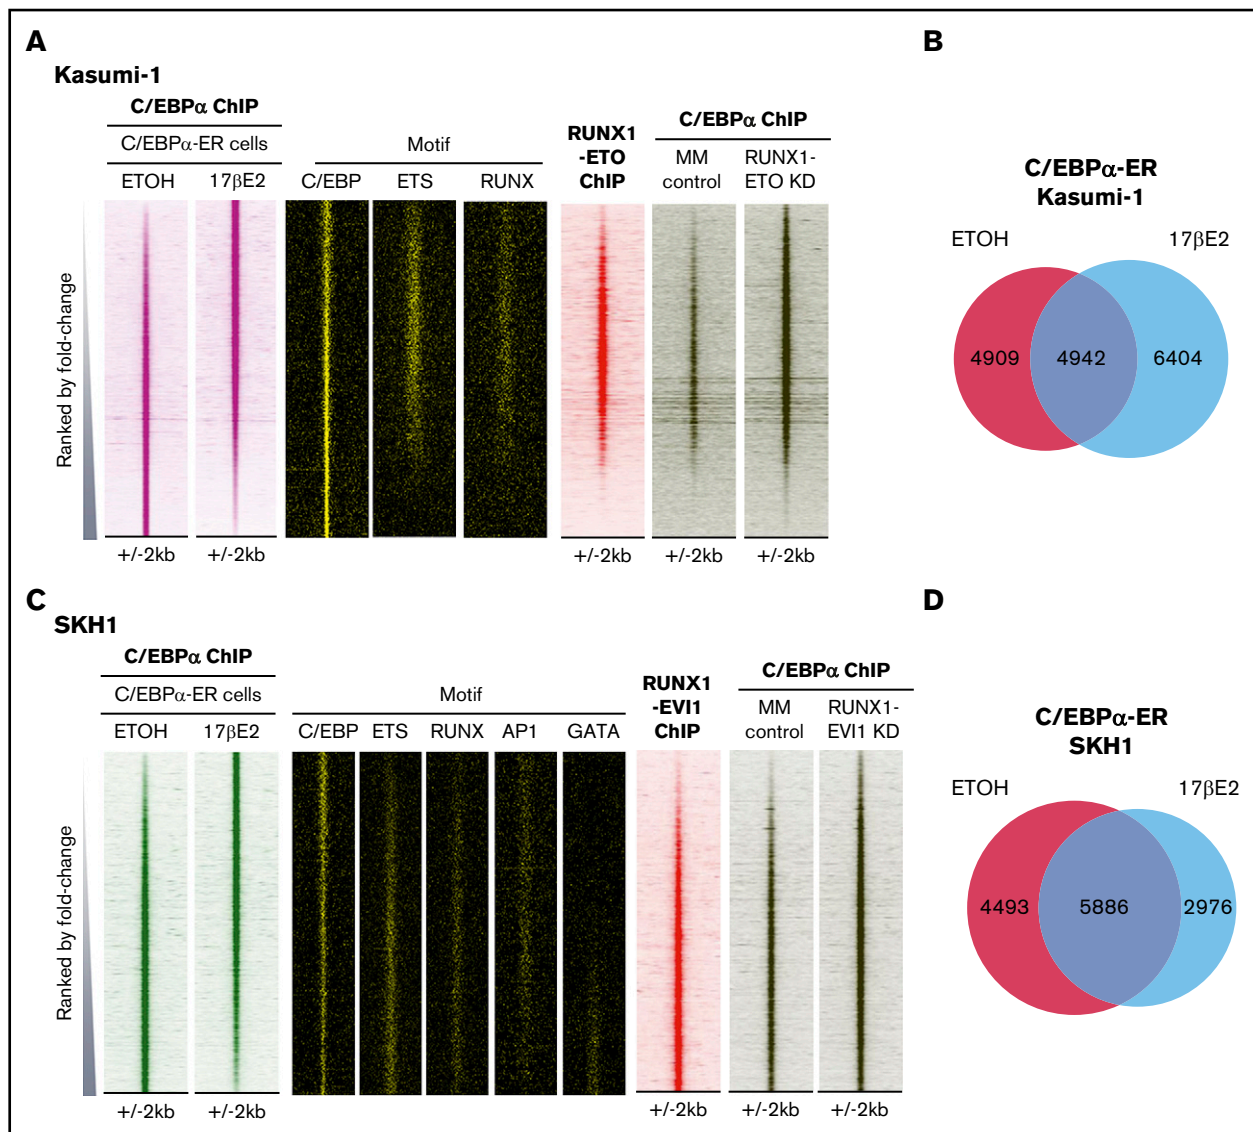 A
Kasumi-1
C/EBPα ChIP
C/EBPα-ER cells
ETOH 17βE2
Motif
C/EBP ETS RUNX
RUNX1
-ETO
ChIP
C/EBPα ChIP
MM
control
RUNX1-
ETO KD
Ranked by fold-change
+/-2kb +/-2kb +/-2kb +/-2kb +/-2kb
B
C/EBPα-ER
Kasumi-1
ETOH 17βE2
4909 4942 6404
C
SKH1
C/EBPα ChIP
C/EBPα-ER cells
ETOH 17βE2
Motif
C/EBP ETS RUNX AP1 GATA
RUNX1
-EVI1
ChIP
C/EBPα ChIP
MM
control
RUNX1-
EVI1 KD
Ranked by fold-change
+/-2kb +/-2kb +/-2kb +/-2kb +/-2kb
D
C/EBPα-ER
SKH1
ETOH 17βE2
4493 5886 2976